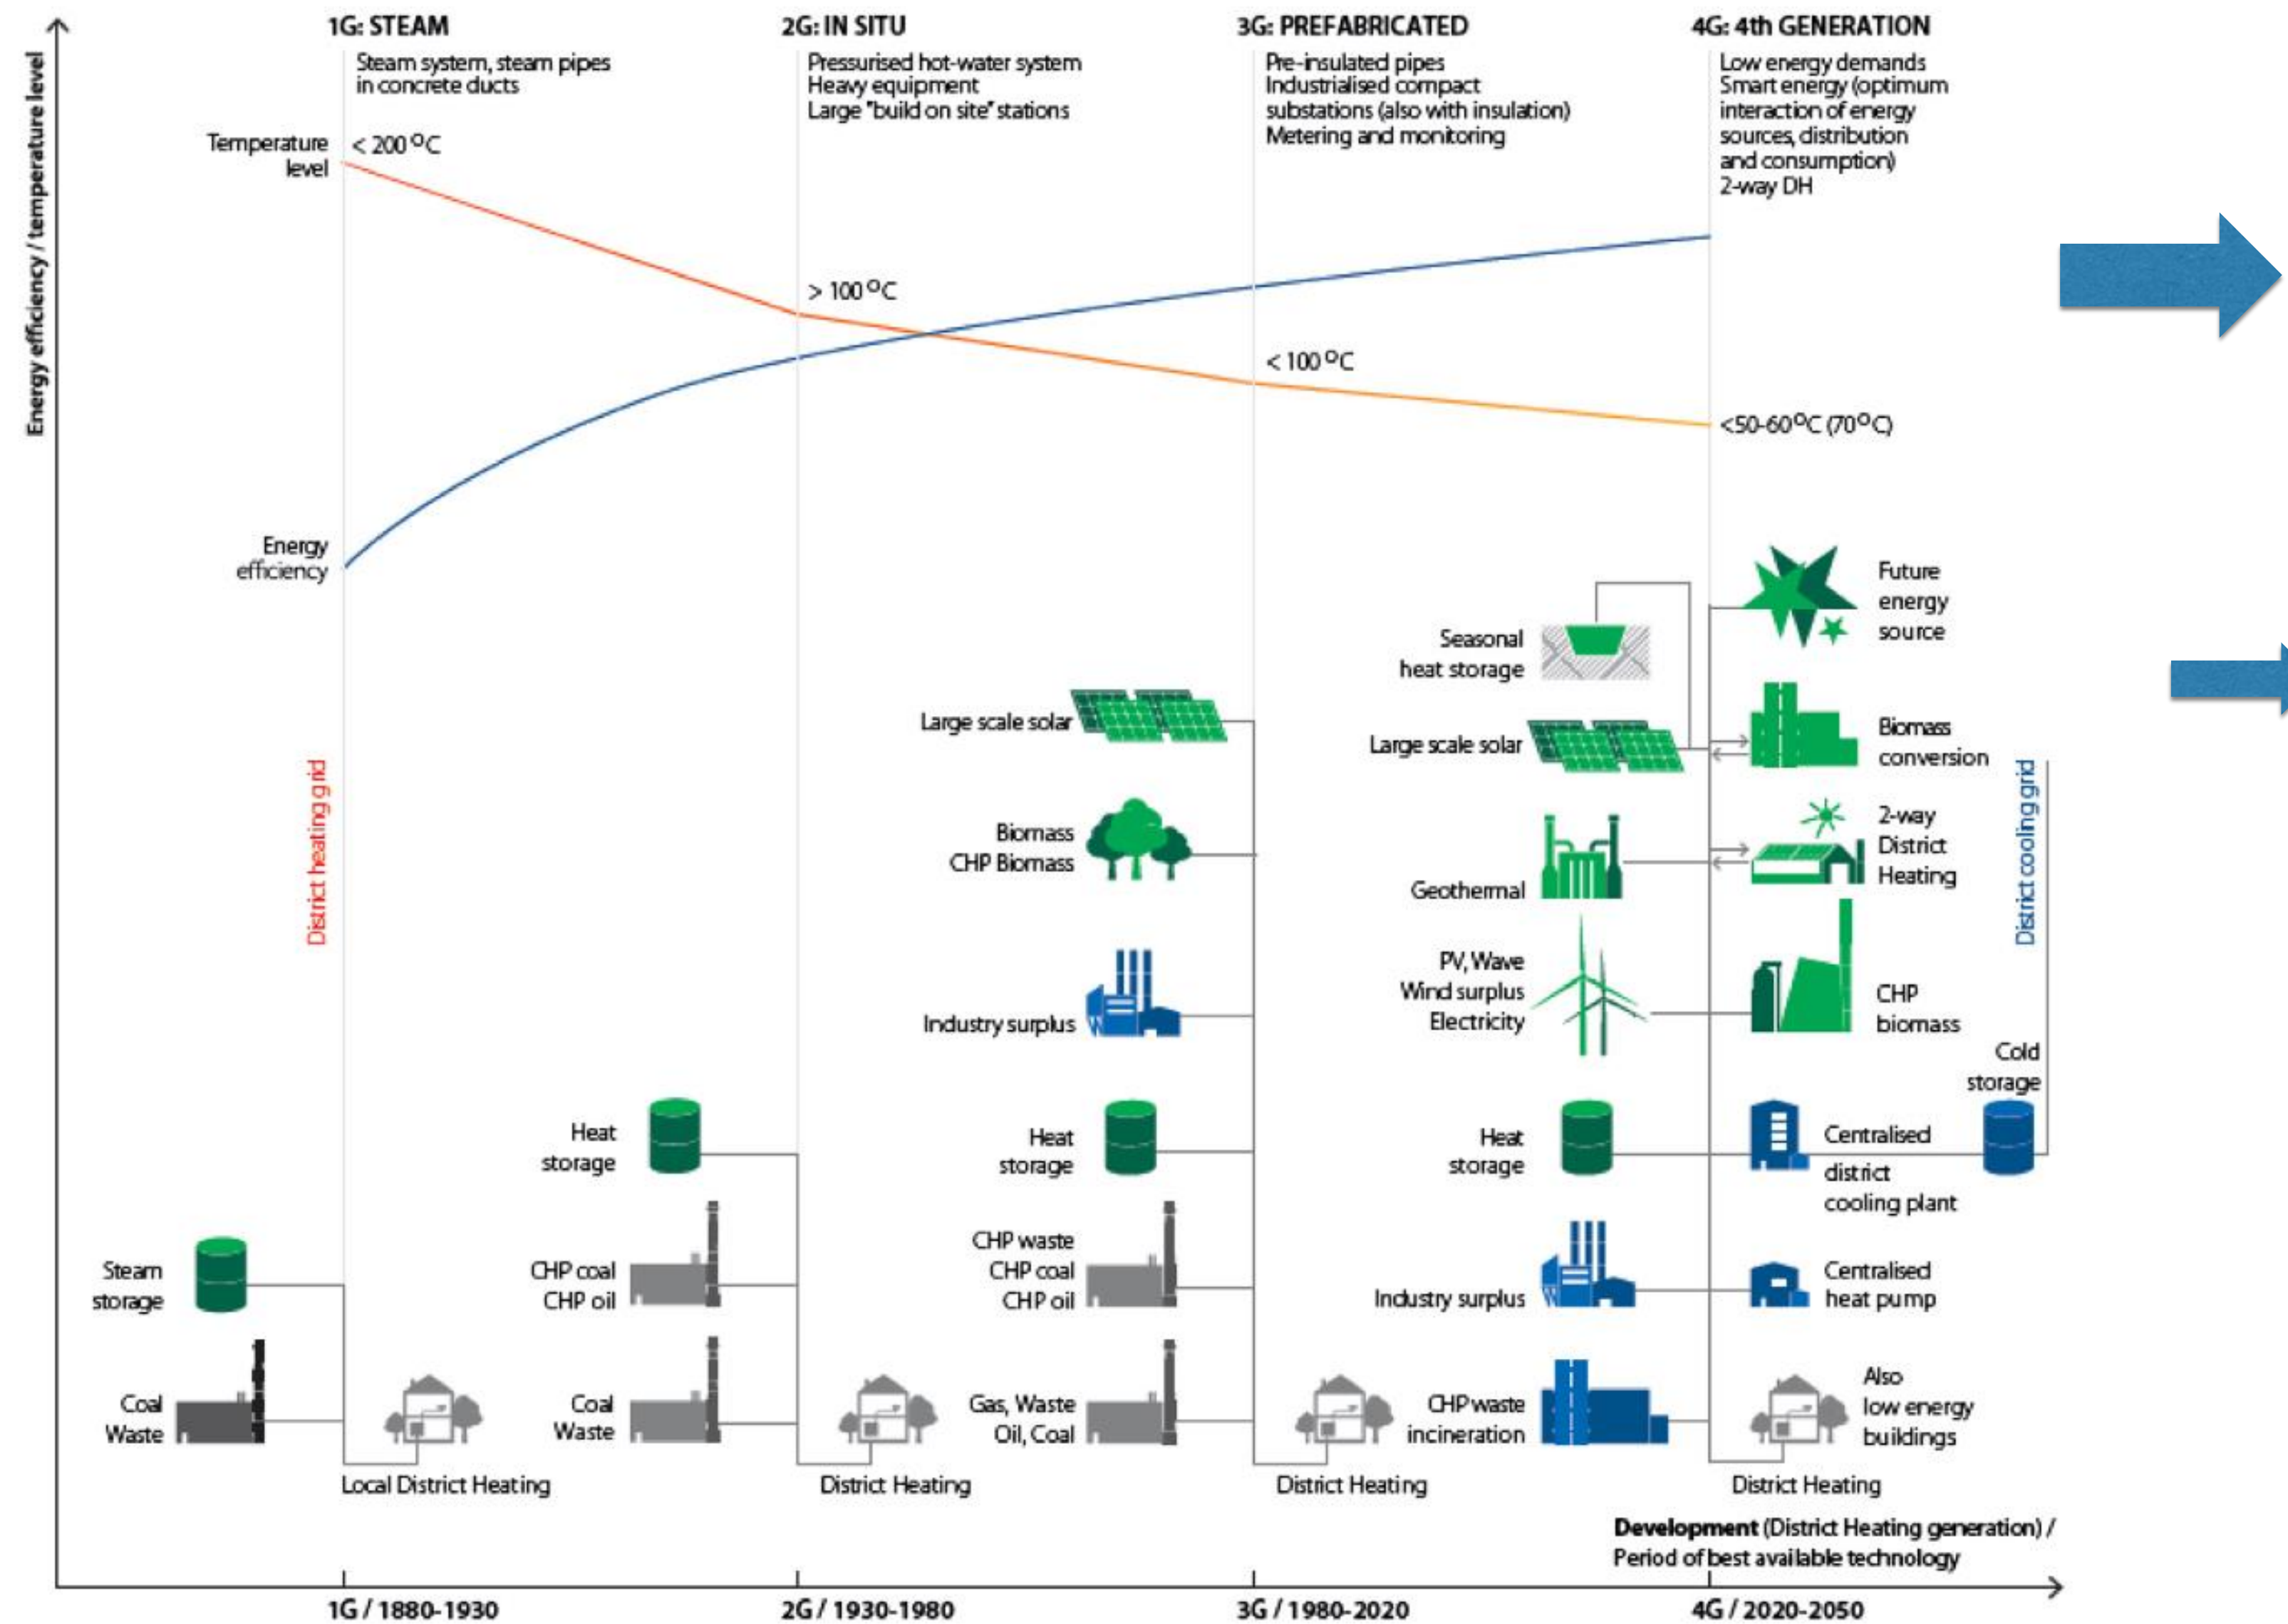 Energy efficiency / temperature level
1G: STEAM
Steam system, steam pipes
in concrete ducts
2G: IN SITU
Pressurised hot-water system
Heavy equipment
Large "build on site" stations
3G: PREFABRICATED
Pre-insulated pipes
Industrialised compact
substations (also with insulation)
Metering and monitoring
4G: 4th GENERATION
Low energy demands
Smart energy (optimum
interaction of energy
sources, distribution
and consumption)
2-way DH
Temperature
level
< 200 °C
> 100 °C
< 100 °C
<50-60°C (70°C)
Energy
efficiency
District heating grid
Steam
storage
Coal
Waste
Local District Heating
Heat
storage
CHP coal
CHP oil
Coal
Waste
District Heating
Large scale solar
Biomass
CHP Biomass
Industry surplus
Heat
storage
CHP waste
CHP coal
CHP oil
Gas, Waste
Oil, Coal
District Heating
Seasonal
heat storage
Large scale solar
Geothermal
PV, Wave
Wind surplus
Electricity
Heat
storage
Industry surplus
CHP waste
incineration
Future
energy
source
Biomass
conversion
2-way
District
Heating
CHP
biomass
Cold
storage
Centralised
district
cooling plant
Centralised
heat pump
Also
low energy
buildings
District Heating
District cooling grid
Development (District Heating generation) /
Period of best available technology
1G / 1880-1930
2G / 1930-1980
3G / 1980-2020
4G / 2020-2050